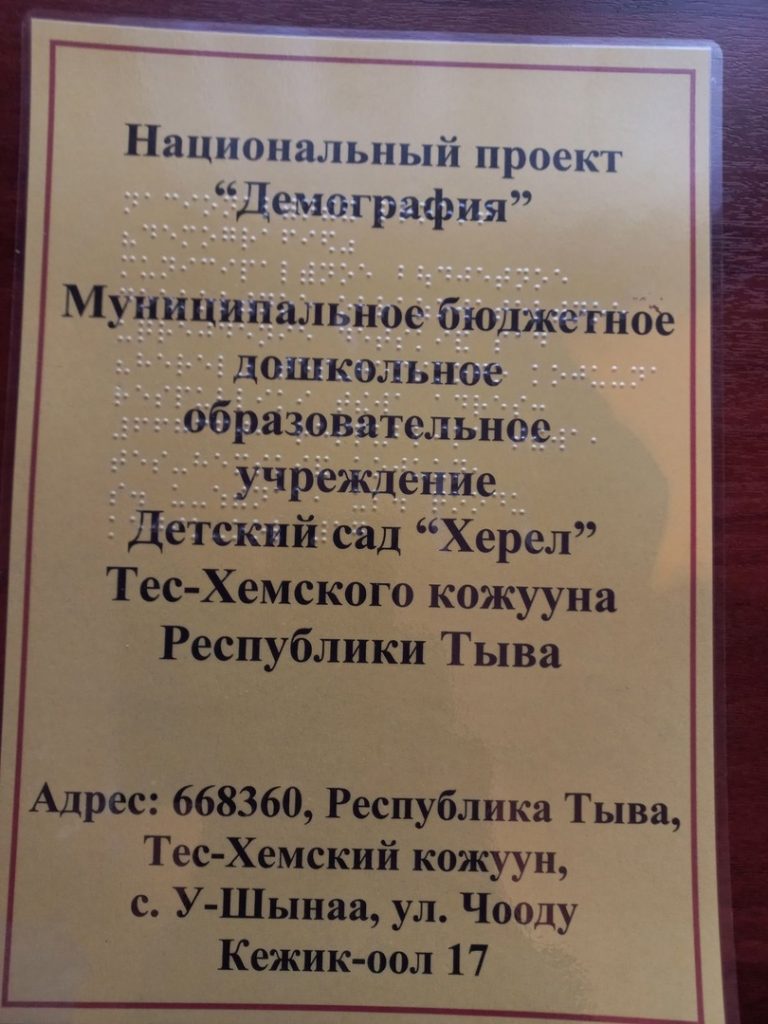 Национальный проект
“Демография”
Муниципальное бюджетное
дошкольное
образовательное
учреждение
Детский сад “Херел”
Тес-Хемского кожууна
Республики Тыва
Адрес: 668360, Республика Тыва,
Тес-Хемский кожуун,
с. У-Шынаа, ул. Чооду
Кежик-оол 17